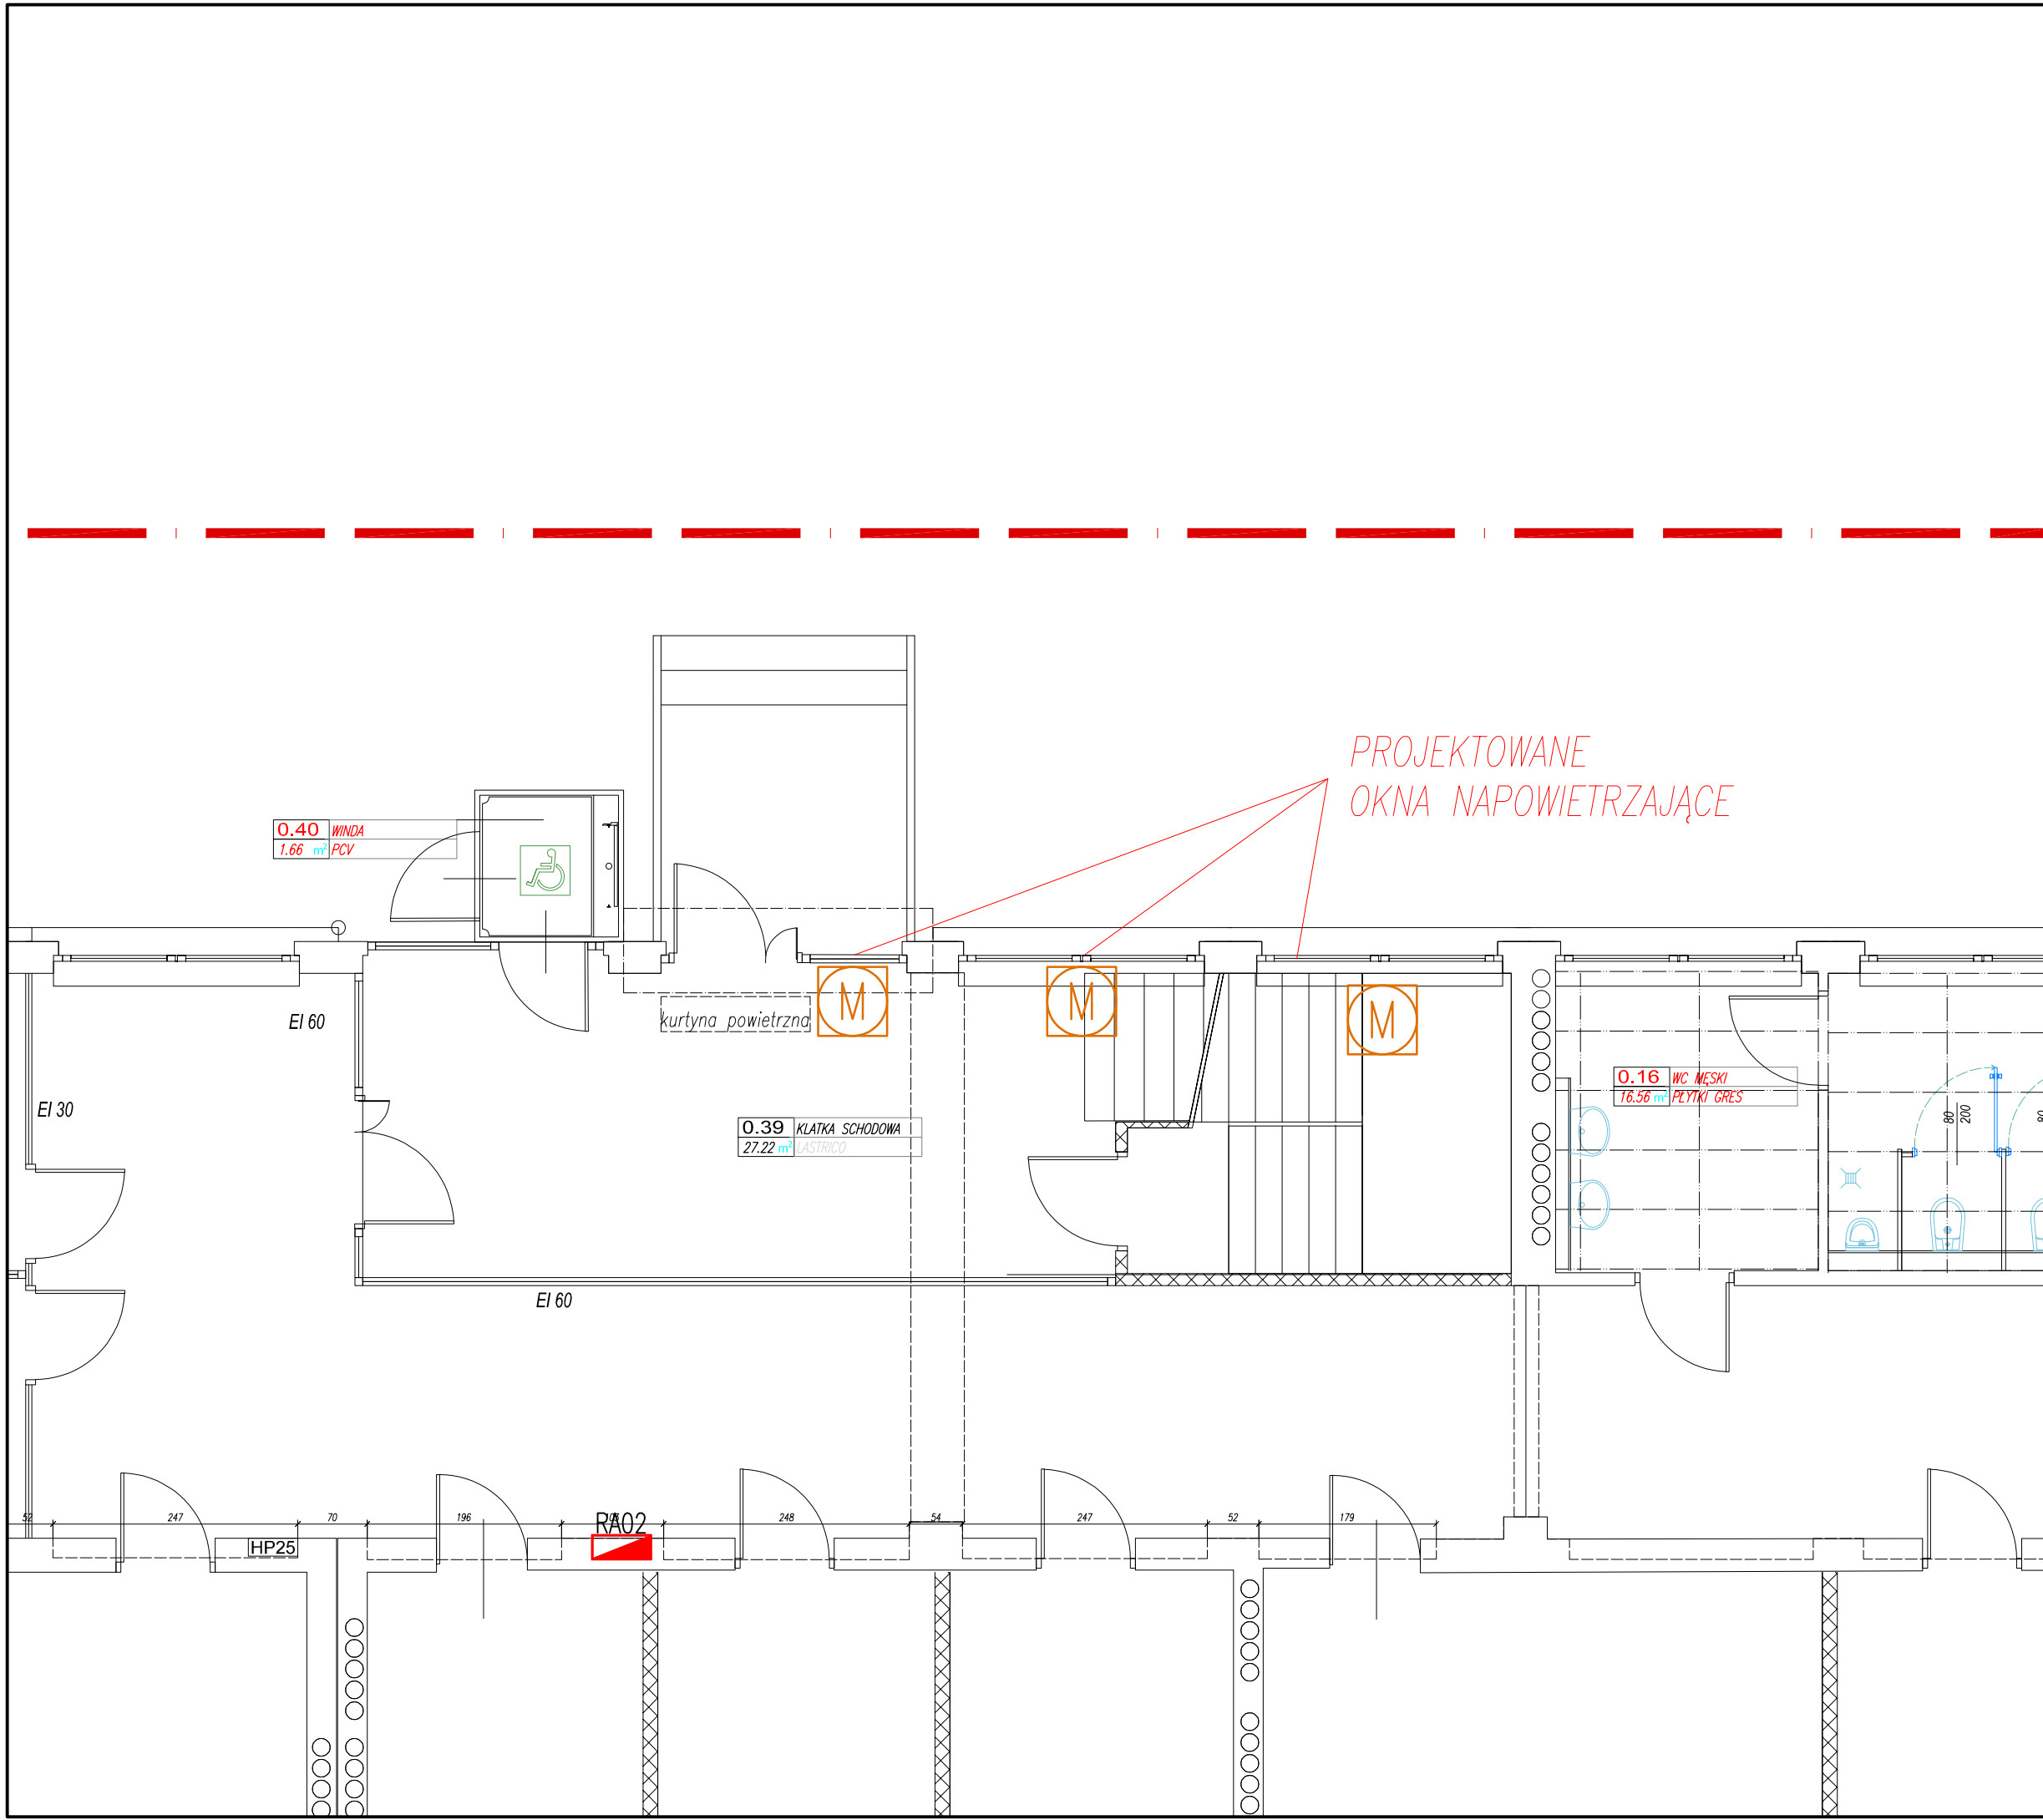 PROJEKTOWANE
OKNA NAPOWIETRZAJĄCE
0.40 WINDA
1.66 m² PCV
kurtyna powietrzna
M
M
M
EI 60
EI 30
0.16 WC MĘSKI
16.56 m² PŁYTKI GRES
0.39 KLATKA SCHODOWA
27.22 m² LASTRICO
80
200
80
EI 60
52
247
70
196
RA02
248
54
247
52
179
HP25